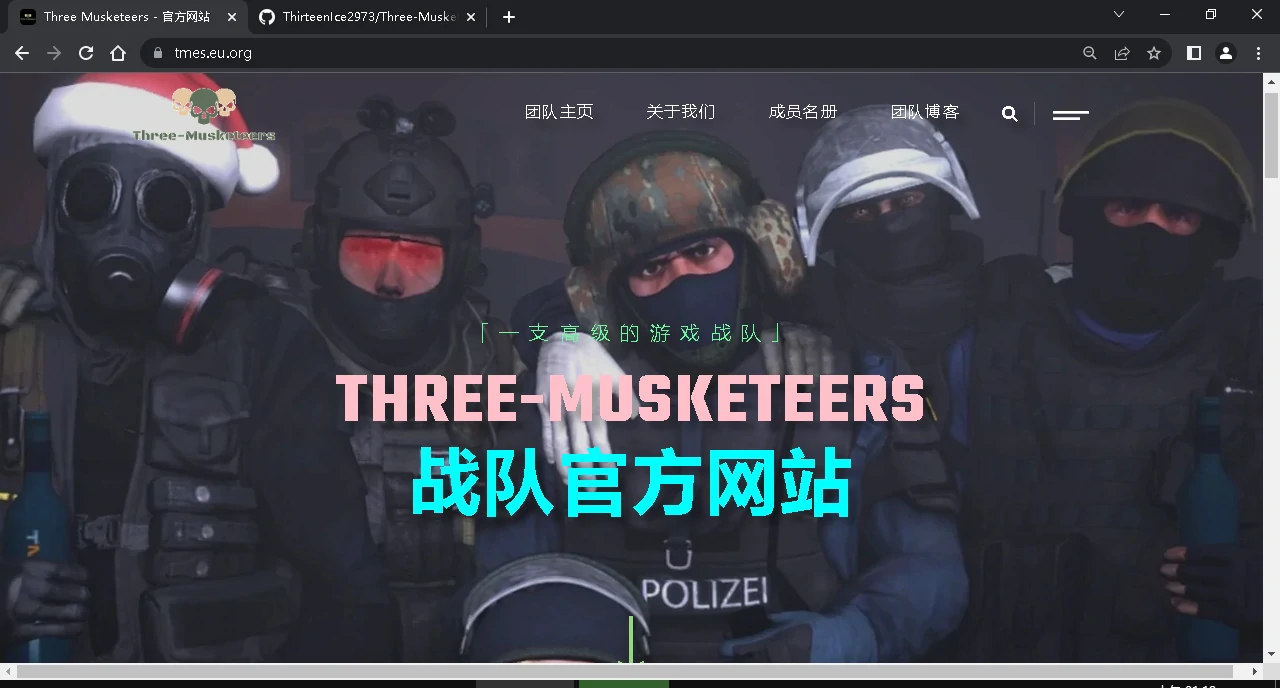 Three Musketeers - 官方网站
ThirteenIce2973/Three-Muske
tmes.eu.org
Three-Musketeers
团队主页
关于我们
成员名册
团队博客
「一支高级的游戏战队」
THREE-MUSKETEERS
战队官方网站
POLIZEI